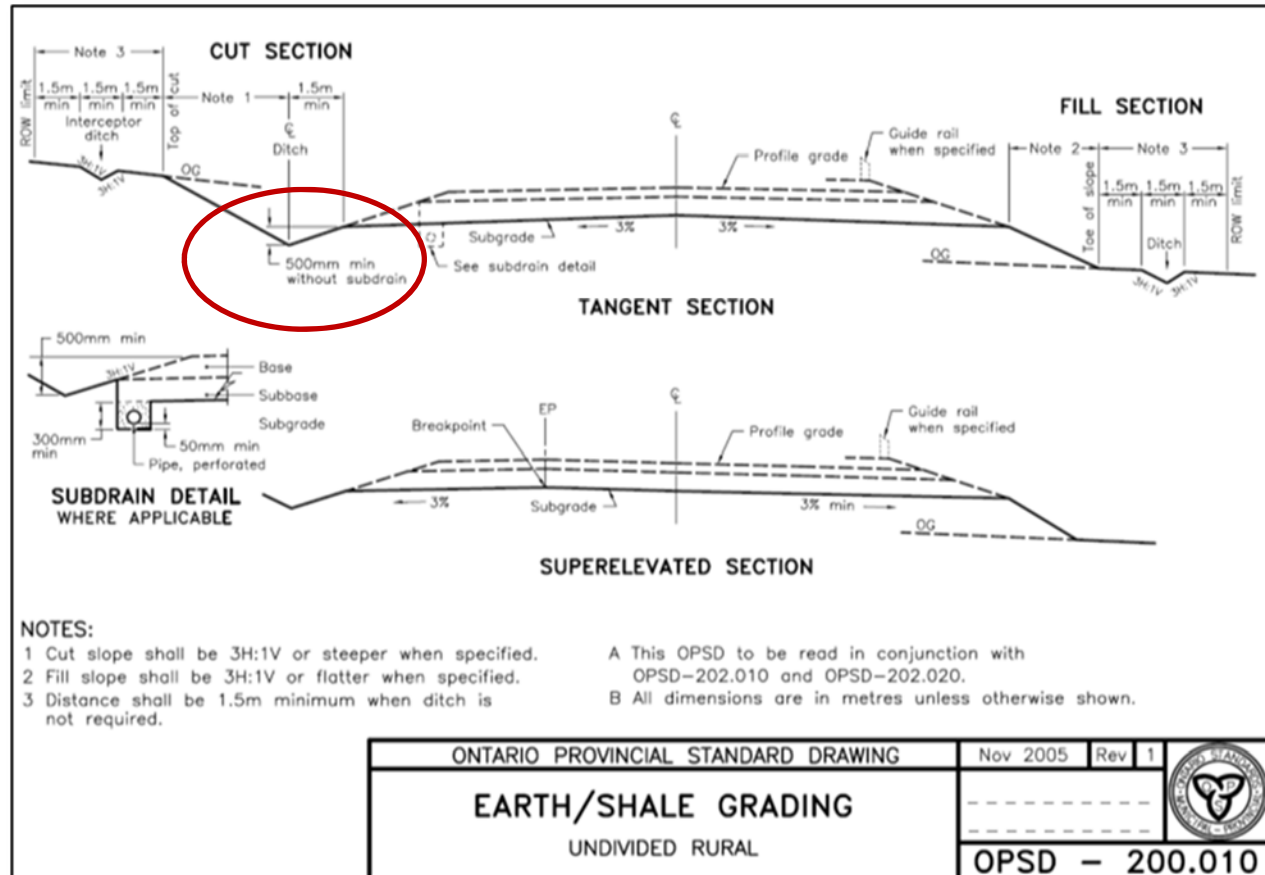 CUT SECTION
Note 3
1.5m 1.5m 1.5m
min min min
Interceptor
ditch
ROW limit
Top of cut
Note 1
1.5m
min
℄
Ditch
3H:1V
3H:1V
OG
500mm min
without subdrain
See subdrain detail
Subgrade
3%
3%
℄
Profile grade
Guide rail
when specified
FILL SECTION
Note 2
Note 3
Toe of slope
1.5m 1.5m 1.5m
min min min
Ditch
ROW limit
3H:1V
3H:1V
OG
TANGENT SECTION
500mm min
3H:1V
Base
Subbase
Subgrade
300mm
min
50mm min
Pipe, perforated
SUBDRAIN DETAIL
WHERE APPLICABLE
Breakpoint
EP
℄
Profile grade
Guide rail
when specified
3%
Subgrade
3% min
OG
SUPERELEVATED SECTION
NOTES:
1 Cut slope shall be 3H:1V or steeper when specified.
2 Fill slope shall be 3H:1V or flatter when specified.
3 Distance shall be 1.5m minimum when ditch is
not required.
A This OPSD to be read in conjunction with
OPSD-202.010 and OPSD-202.020.
B All dimensions are in metres unless otherwise shown.
ONTARIO PROVINCIAL STANDARD DRAWING
Nov 2005 Rev 1
EARTH/SHALE GRADING
UNDIVIDED RURAL
ONTARIO STANDARDS
MUNICIPAL - PROVINCIAL
O P S
OPSD - 200.010